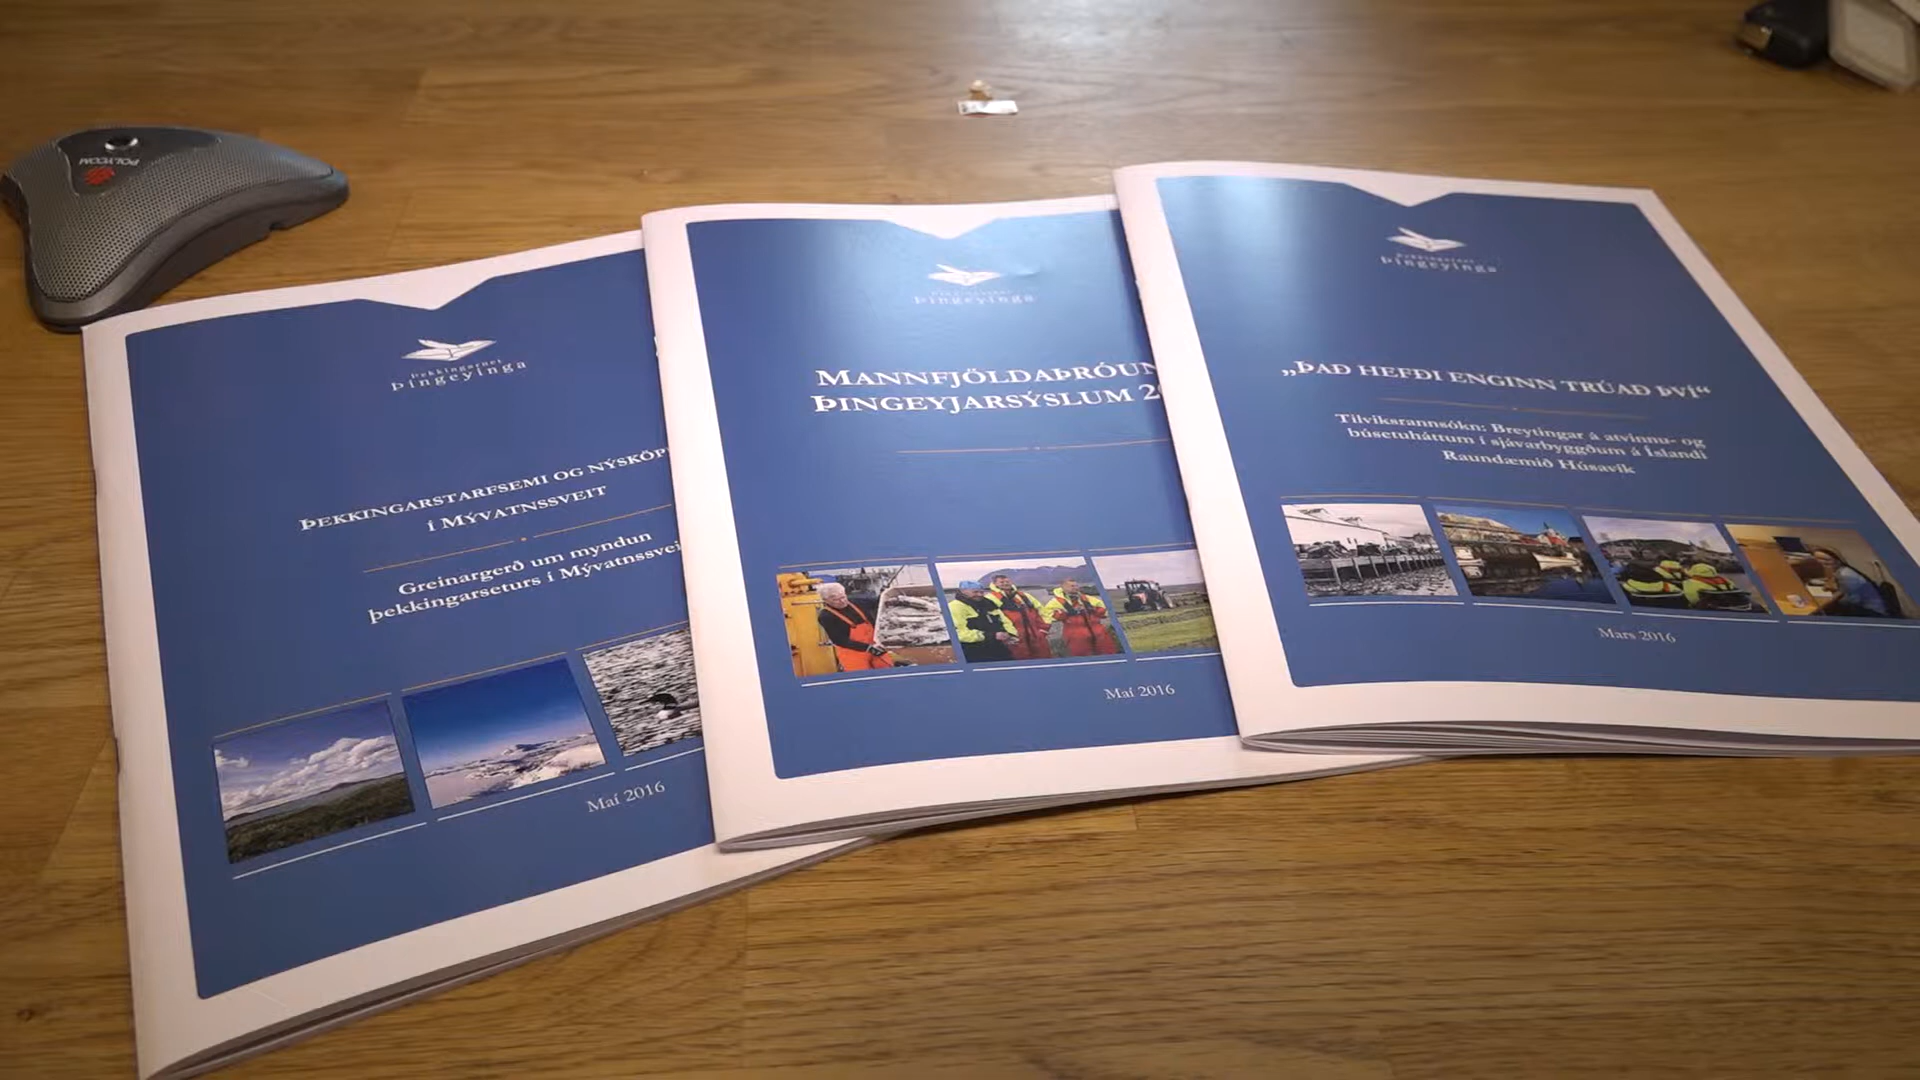 POLYCOM
Þekkingarnet
Þingeyinga
ÞEKKINGARSTARFSEMI OG NÝSKÖP
Í MÝVATNSSVEIT
Greinargerð um myndun
þekkingarseturs í Mývatnssvei
Maí 2016
Þekkingarnet
Þingeyinga
MANNFJÖLDAÞRÓUN
ÞINGEYJARSÝSLUM 2
Maí 2016
Þekkingarnet
Þingeyinga
„ÞAÐ HEFÐI ENGINN TRÚAÐ ÞVÍ“
Tilviksrannsókn: Breytingar á atvinnu- og
búsetuháttum í sjávarbyggðum á Íslandi
Raundæmið Húsavík
Mars 2016